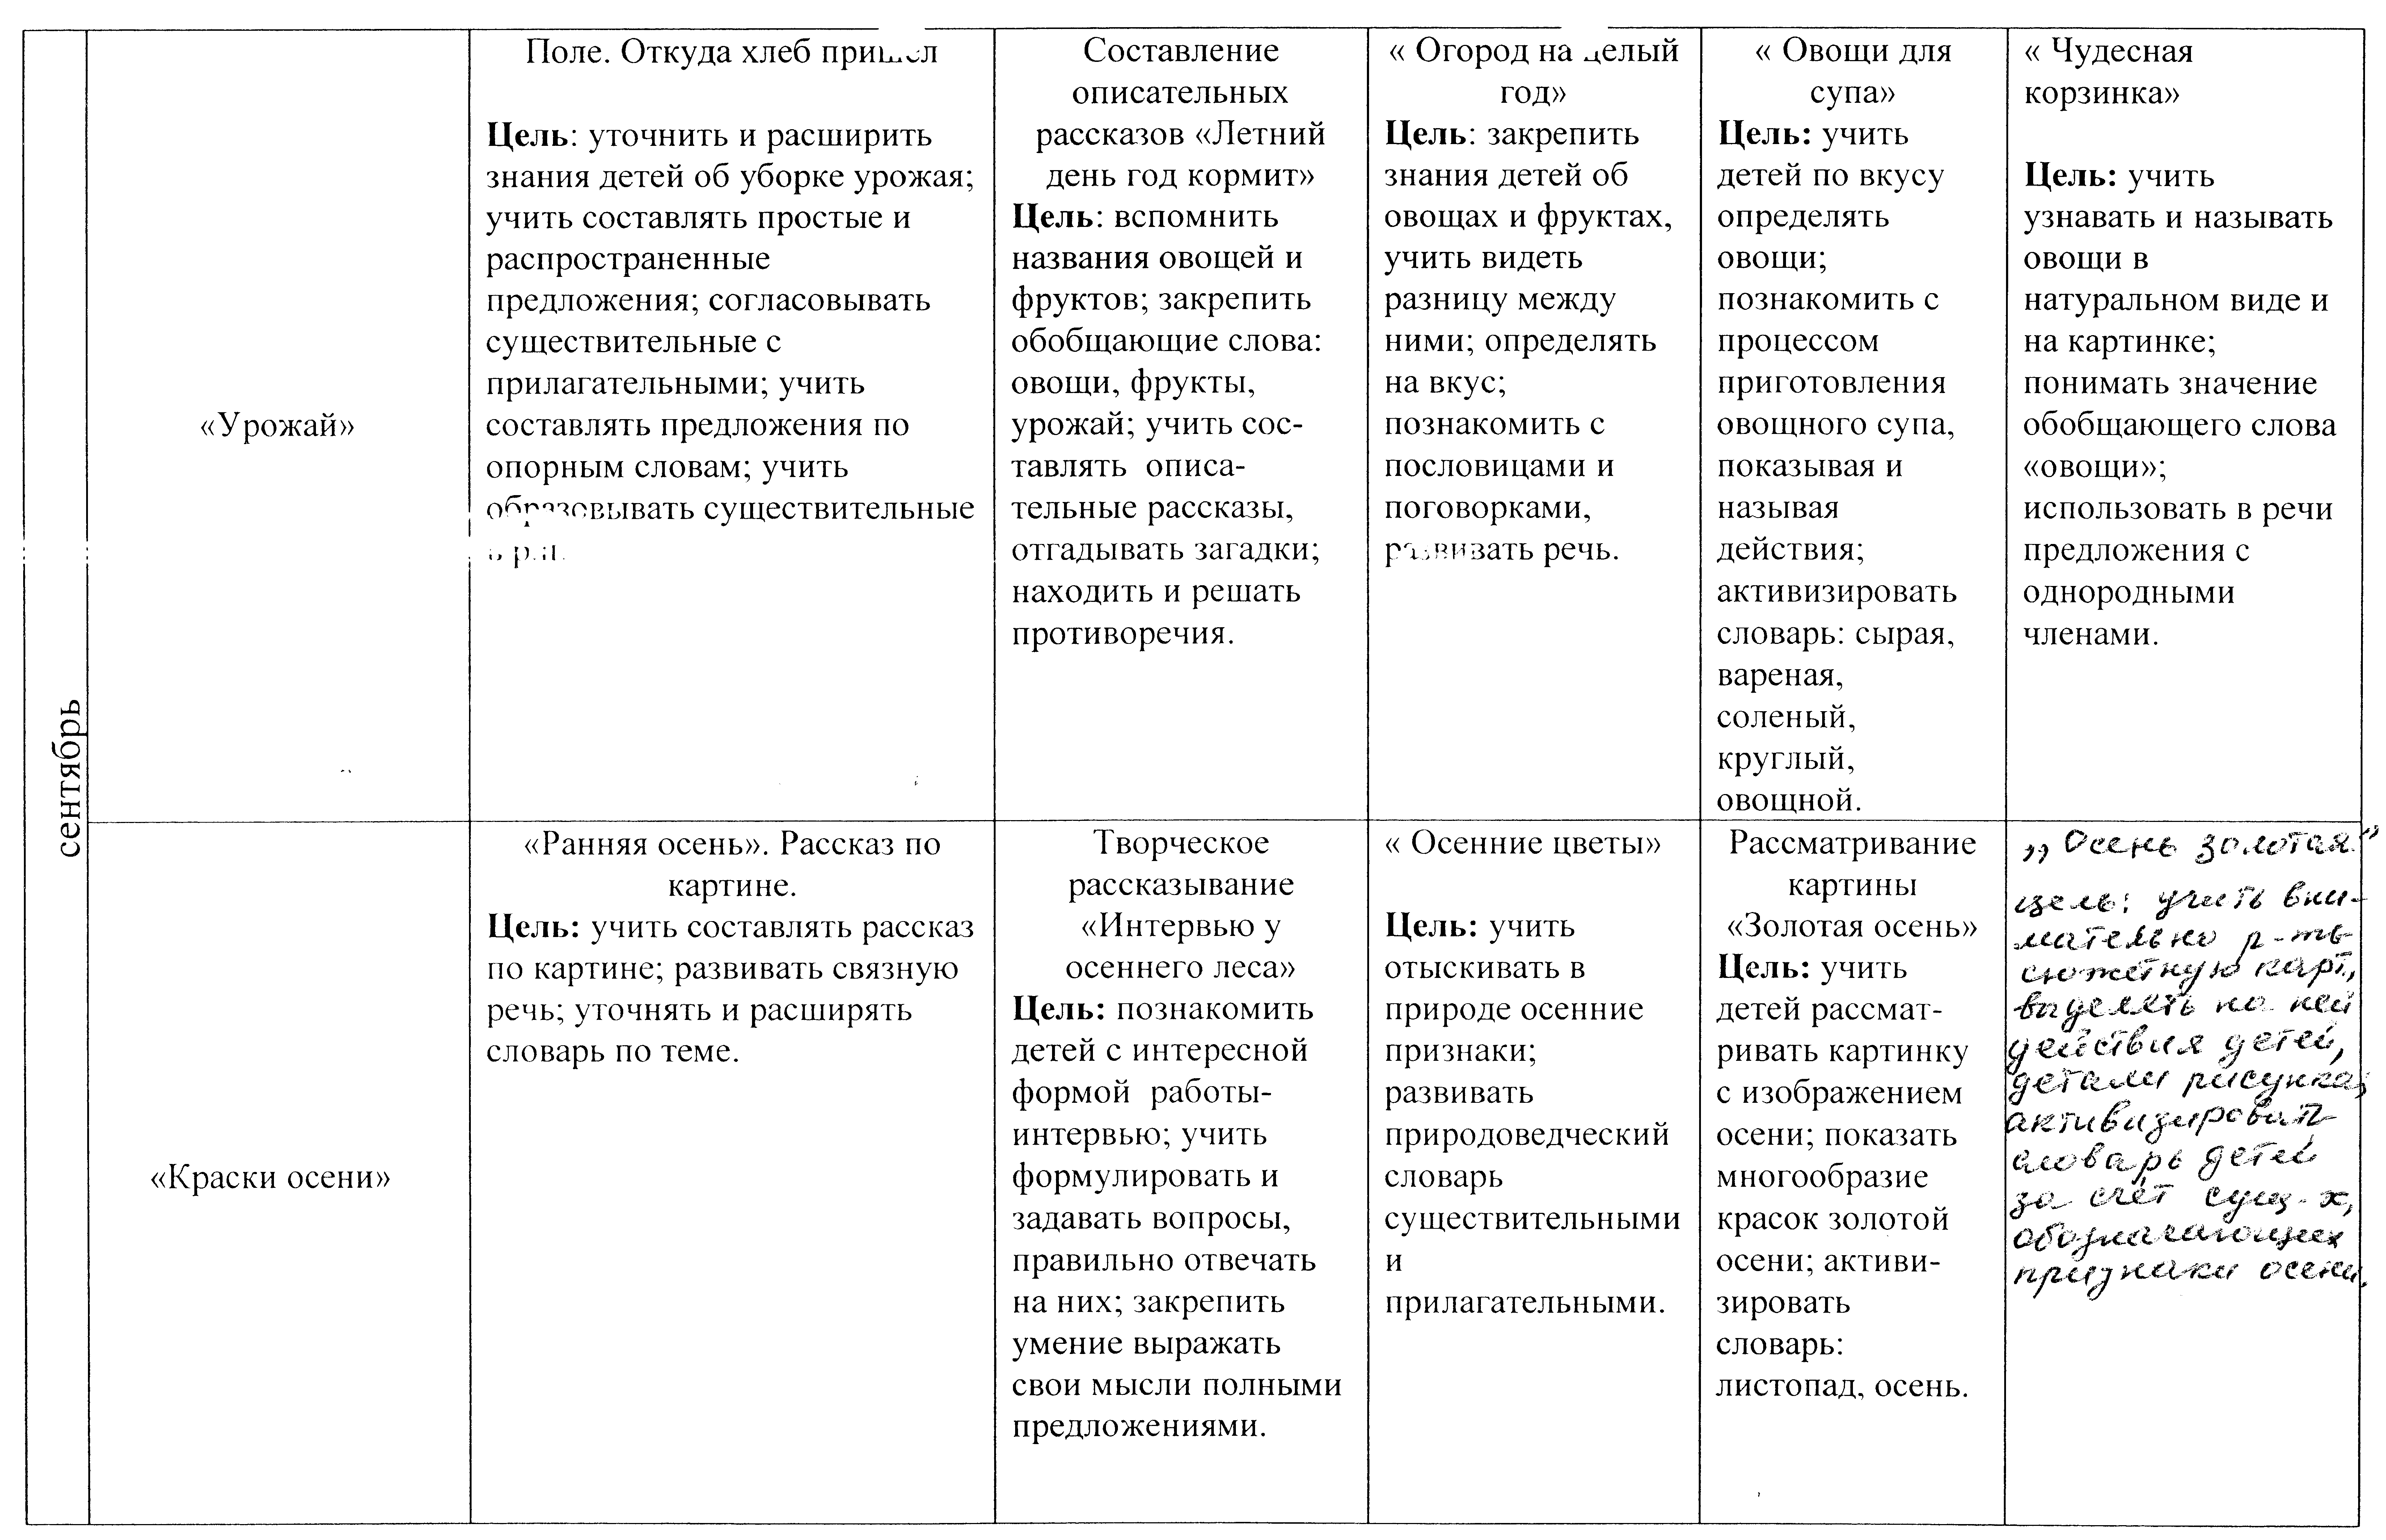 сентябрь
«Урожай»
Поле. Откуда хлеб пришел
Цель: уточнить и расширить
знания детей об уборке урожая;
учить составлять простые и
распространенные
предложения; согласовывать
существительные с
прилагательными; учить
составлять предложения по
опорным словам; учить
образовывать существительные
Составление
описательных
рассказов «Летний
день год кормит»
Цель: вспомнить
названия овощей и
фруктов; закрепить
обобщающие слова:
овощи, фрукты,
урожай; учить сос-
тавлять описа-
тельные рассказы,
отгадывать загадки;
находить и решать
противоречия.
« Огород на целый
год»
Цель: закрепить
знания детей об
овощах и фруктах,
учить видеть
разницу между
ними; определять
на вкус;
познакомить с
пословицами и
поговорками,
развивать речь.
« Овощи для
супа»
Цель: учить
детей по вкусу
определять
овощи;
познакомить с
процессом
приготовления
овощного супа,
показывая и
называя
действия;
активизировать
словарь: сырая,
вареная,
соленый,
круглый,
овощной.
« Чудесная
корзинка»
Цель: учить
узнавать и называть
овощи в
натуральном виде и
на картинке;
понимать значение
обобщающего слова
«овощи»;
использовать в речи
предложения с
однородными
членами.
«Краски осени»
«Ранняя осень». Рассказ по
картине.
Цель: учить составлять рассказ
по картине; развивать связную
речь; уточнять и расширять
словарь по теме.
Творческое
рассказывание
«Интервью у
осеннего леса»
Цель: познакомить
детей с интересной
формой работы-
интервью; учить
формулировать и
задавать вопросы,
правильно отвечать
на них; закрепить
умение выражать
свои мысли полными
предложениями.
« Осенние цветы»
Цель: учить
отыскивать в
природе осенние
признаки;
развивать
природоведческий
словарь
существительными
и
прилагательными.
Рассматривание
картины
«Золотая осень»
Цель: учить
детей рассмат-
ривать картинку
с изображением
осени; показать
многообразие
красок золотой
осени; активи-
зировать
словарь:
листопад, осень.
„Осень золотая."
цель: учить вни-
мательно р-ть
сюжетную карт,
выделять на ней
действия детей,
детали рисунка;
активизировать
словарь детей
за счёт сущ-х,
обозначающих
признаки осени.